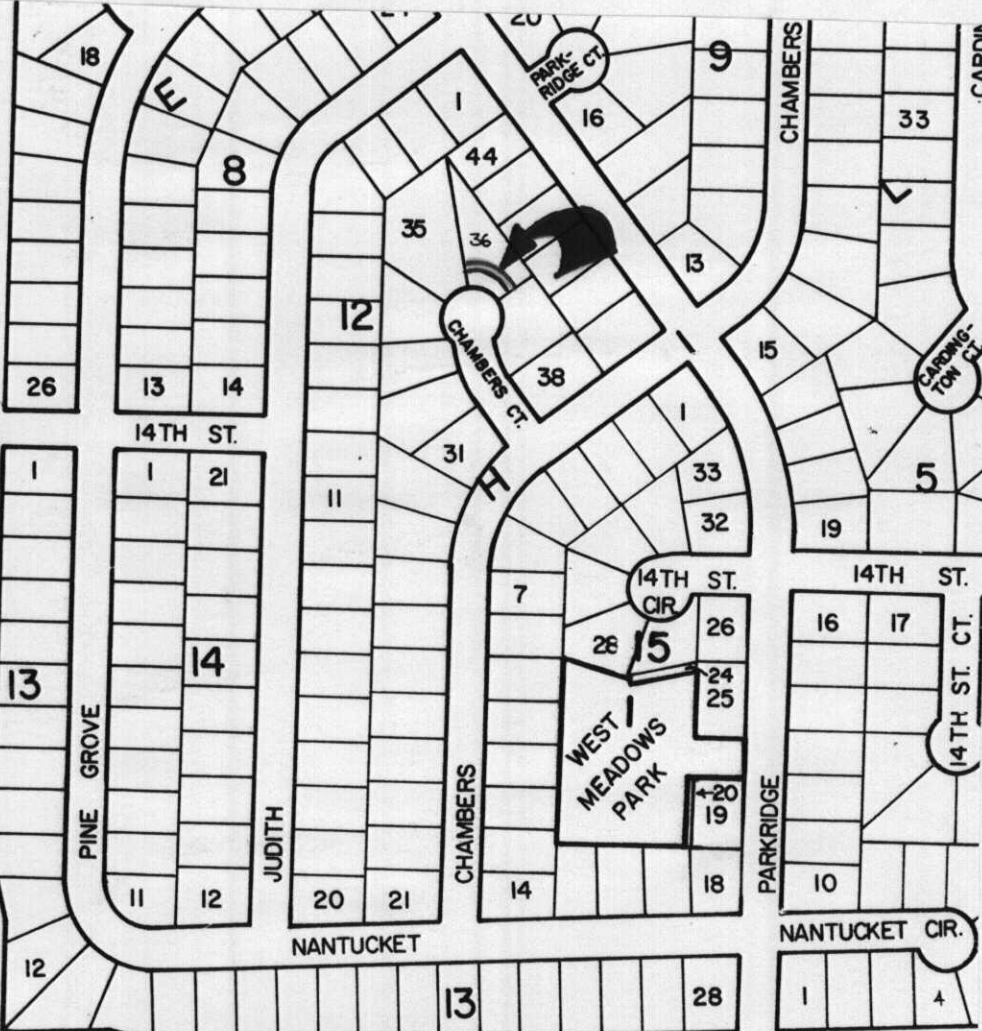 20
18
PARK-
RIDGE CT.
9
CHAMBERS
E
1
16
33
8
44
L
35
36
13
12
CHAMBERS CT.
15
CARDING-
TON CT.
26
13
14
38
14TH ST.
1
1
1
21
31
H
33
5
11
32
19
14TH ST.
CIR.
14TH ST.
7
16
17
28
15
26
13
14
24
25
14TH ST. CT.
WEST
MEADOWS
PARK
I
PINE GROVE
JUDITH
CHAMBERS
20
19
PARKRIDGE
11
12
20
21
14
18
10
NANTUCKET
NANTUCKET CIR.
12
13
28
1
4